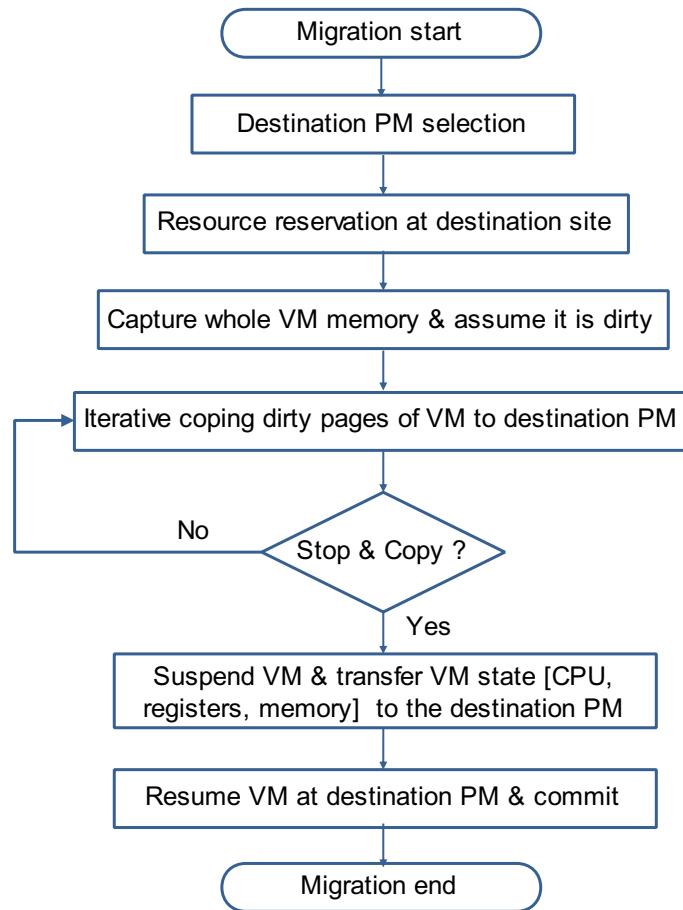 Migration start
Destination PM selection
Resource reservation at destination site
Capture whole VM memory & assume it is dirty
Iterative coping dirty pages of VM to destination PM
No
Stop & Copy ?
Yes
Suspend VM & transfer VM state [CPU,
registers, memory] to the destination PM
Resume VM at destination PM & commit
Migration end